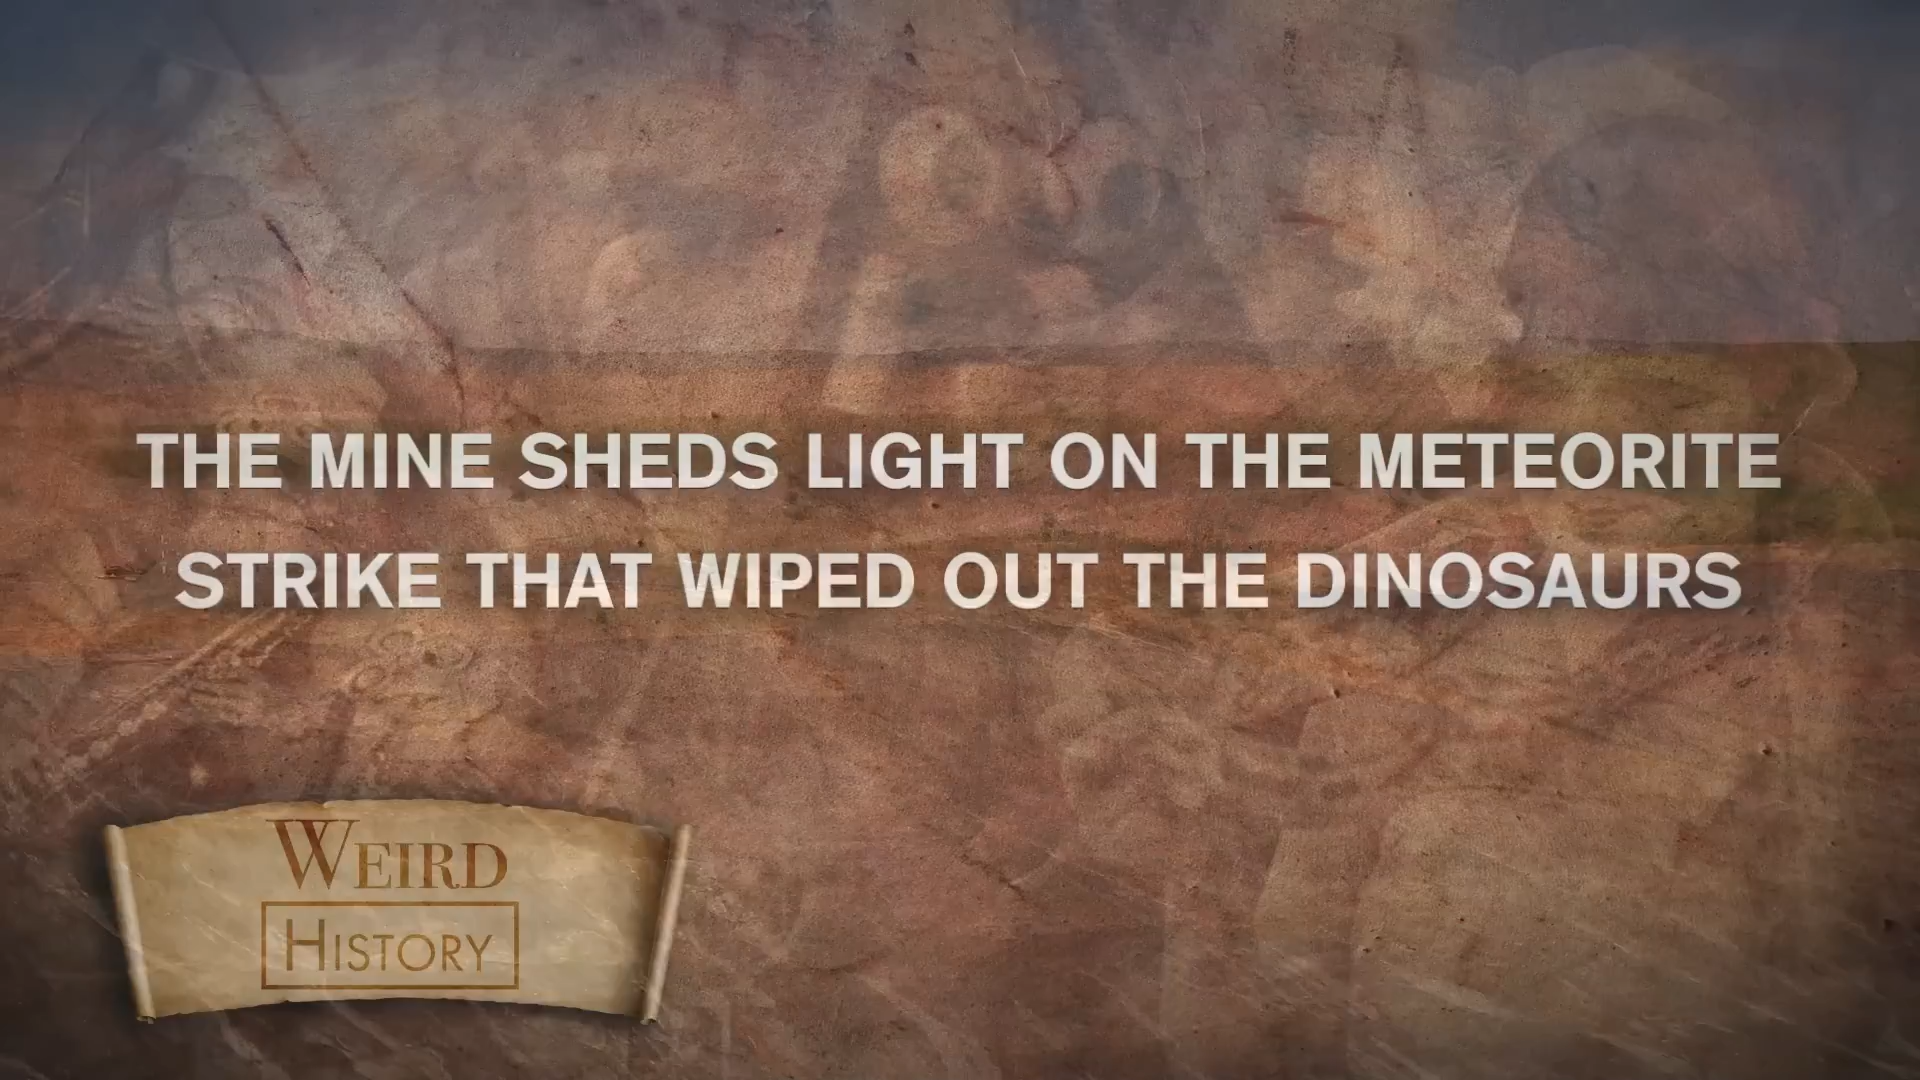 THE MINE SHEDS LIGHT ON THE METEORITE
STRIKE THAT WIPED OUT THE DINOSAURS
WEIRD
HISTORY